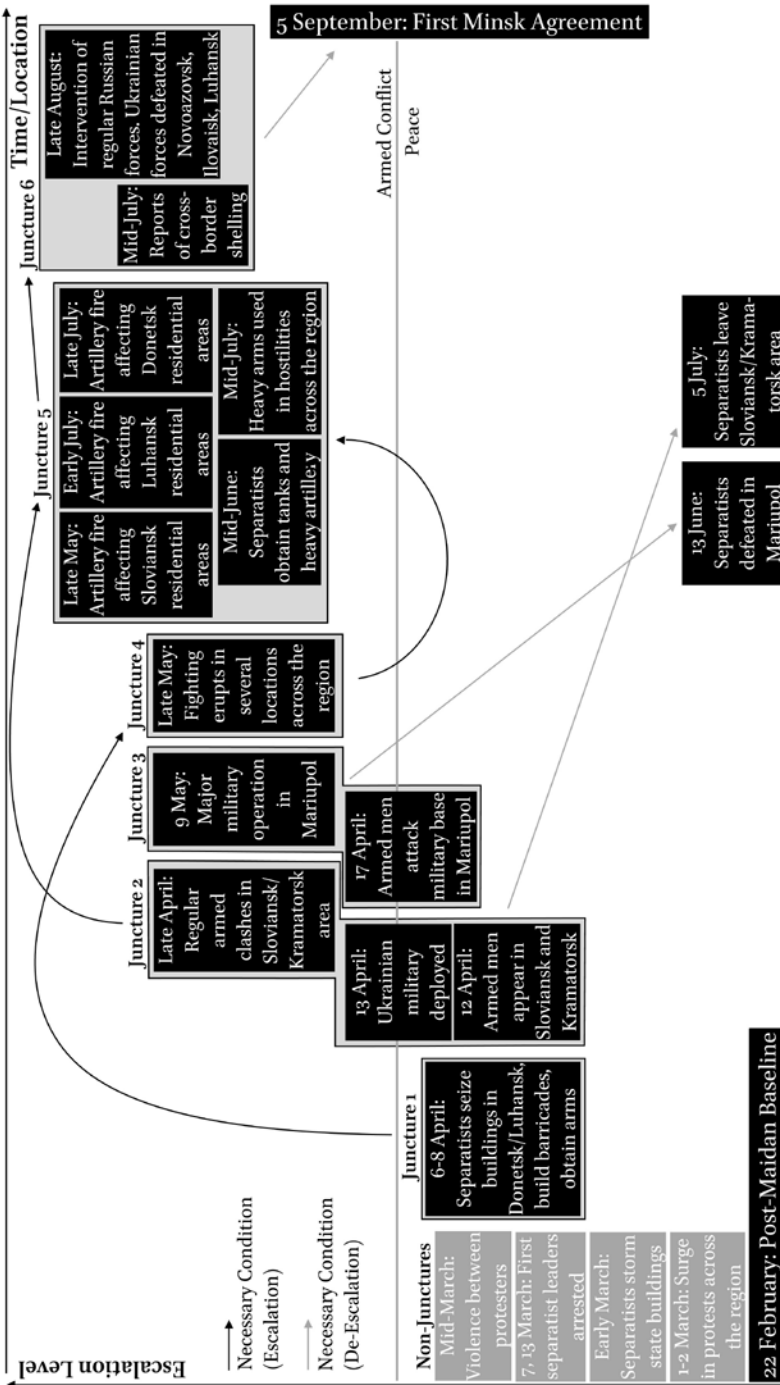 Escalation Level
Time/Location
Necessary Condition
(Escalation)
Necessary Condition
(De-Escalation)
Non-Junctures
Mid-March:
Violence between
protesters
7, 13 March: First
separatist leaders
arrested
Early March:
Separatists storm
state buildings
1-2 March: Surge
in protests across
the region
22 February: Post-Maidan Baseline
Juncture 1
6-8 April:
Separatists seize
buildings in
Donetsk/Luhansk,
build barricades,
obtain arms
Juncture 2
Late April:
Regular
armed
clashes in
Sloviansk/
Kramatorsk
area
13 April:
Ukrainian
military
deployed
12 April:
Armed men
appear in
Sloviansk and
Kramatorsk
Juncture 3
9 May: Major
military
operation in
Mariupol
17 April:
Armed men
attack
military base
in Mariupol
Juncture 4
Late May:
Fighting
erupts in
several
locations
across the
region
Juncture 5
Late May:
Artillery fire
affecting
Sloviansk
residential
areas
Early July:
Artillery fire
affecting
Luhansk
residential
areas
Late July:
Artillery fire
affecting
Donetsk
residential
areas
Mid-June:
Separatists
obtain tanks and
heavy artillery
Mid-July:
Heavy arms used
in hostilities
across the region
Juncture 6
Mid-July:
Reports
of cross-
border
shelling
Late August:
Intervention of
regular Russian
forces. Ukrainian
forces defeated in
Novoazovsk,
Ilovaisk, Luhansk
Armed Conflict
Peace
5 September: First Minsk Agreement
13 June:
Separatists
defeated in
Mariupol
5 July:
Separatists leave
Sloviansk/Krama-
torsk area